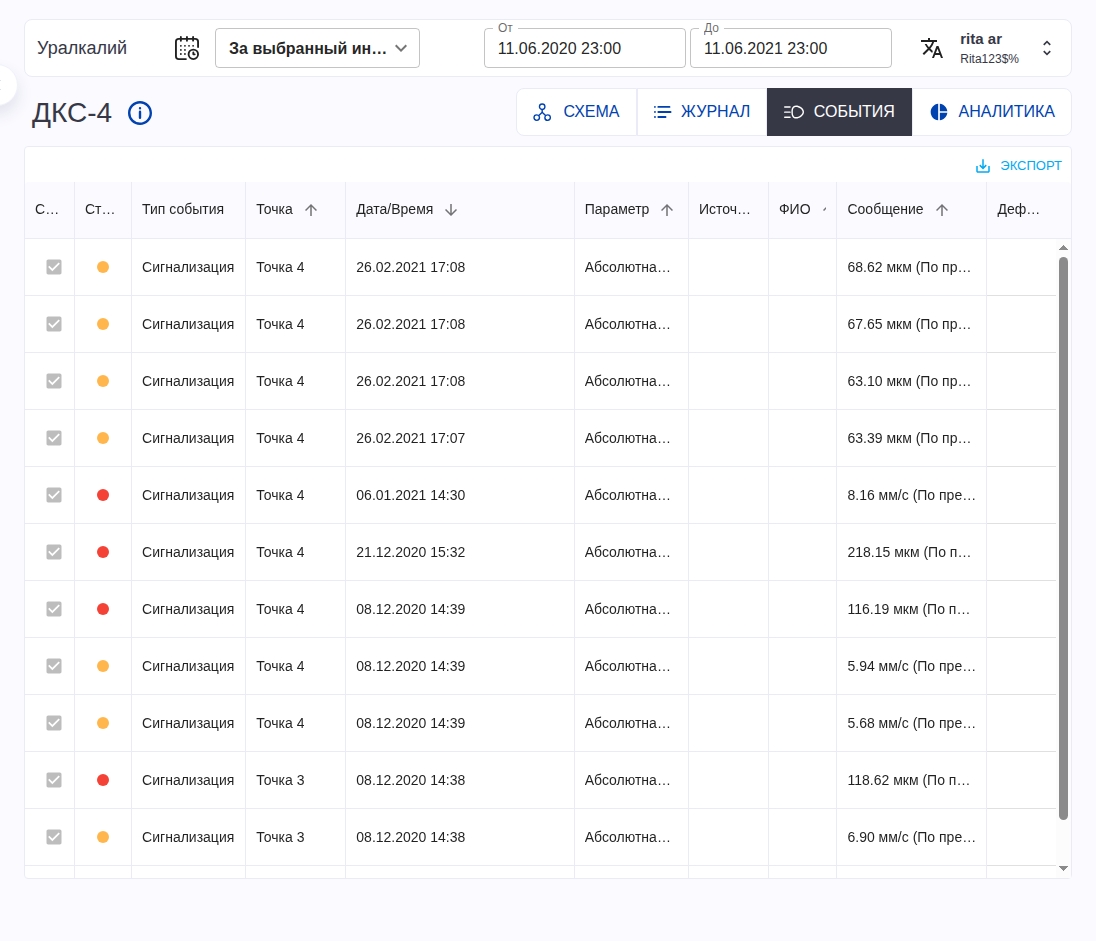 Уралкалий
За выбранный ин…
От
11.06.2020 23:00
До
11.06.2021 23:00
rita ar
Rita123$%
ДКС-4
СХЕМА
ЖУРНАЛ
СОБЫТИЯ
АНАЛИТИКА
ЭКСПОРТ
С… Ст… Тип события Точка Дата/Время Параметр Источ… ФИО Сообщение Деф…
Сигнализация Точка 4 26.02.2021 17:08 Абсолютна… 68.62 мкм (По пр…
Сигнализация Точка 4 26.02.2021 17:08 Абсолютна… 67.65 мкм (По пр…
Сигнализация Точка 4 26.02.2021 17:08 Абсолютна… 63.10 мкм (По пр…
Сигнализация Точка 4 26.02.2021 17:07 Абсолютна… 63.39 мкм (По пр…
Сигнализация Точка 4 06.01.2021 14:30 Абсолютна… 8.16 мм/с (По пре…
Сигнализация Точка 4 21.12.2020 15:32 Абсолютна… 218.15 мкм (По п…
Сигнализация Точка 4 08.12.2020 14:39 Абсолютна… 116.19 мкм (По п…
Сигнализация Точка 4 08.12.2020 14:39 Абсолютна… 5.94 мм/с (По пре…
Сигнализация Точка 4 08.12.2020 14:39 Абсолютна… 5.68 мм/с (По пре…
Сигнализация Точка 3 08.12.2020 14:38 Абсолютна… 118.62 мкм (По п…
Сигнализация Точка 3 08.12.2020 14:38 Абсолютна… 6.90 мм/с (По пре…